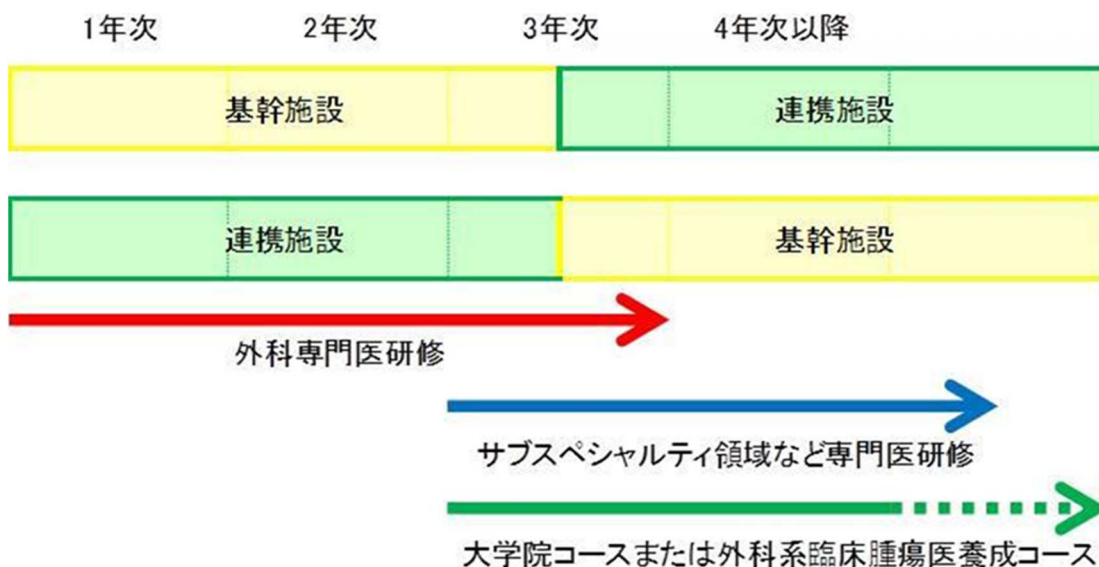 1年次 2年次 3年次 4年次以降
基幹施設 連携施設
連携施設 基幹施設
外科専門医研修
サブスペシャルティ領域など専門医研修
大学院コースまたは外科系臨床腫瘍医養成コース